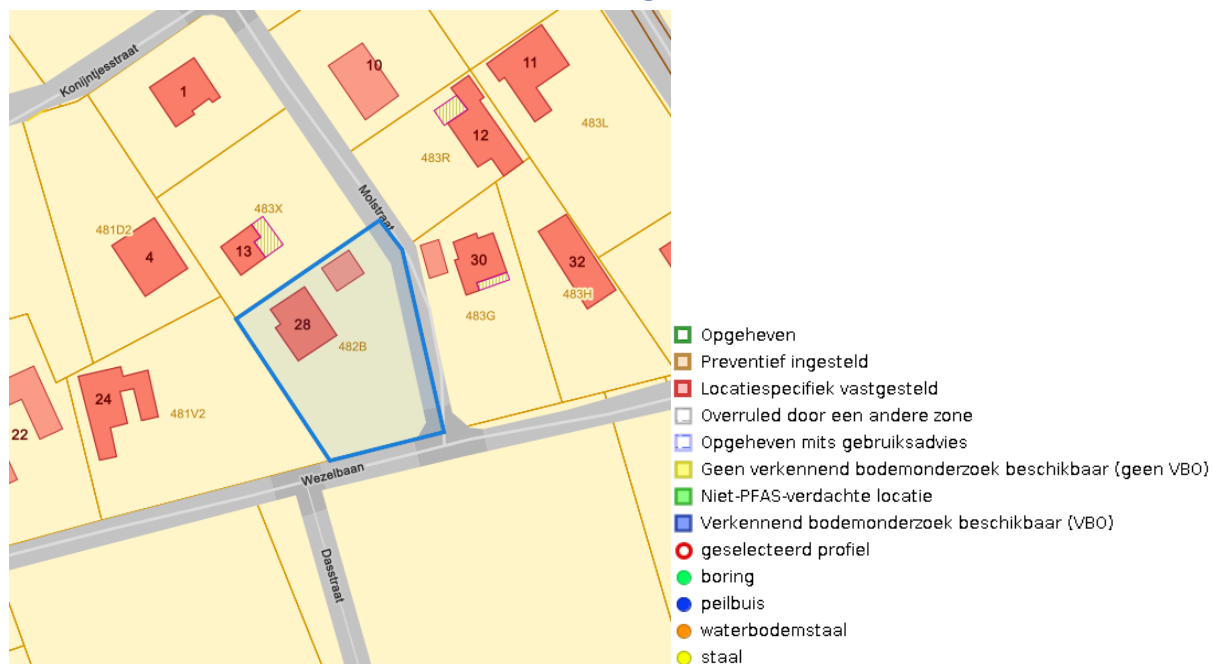 Konijntjesstraat
1
10
11
12
483L
483R
Molstraat
483X
481D2
4
13
30
32
483H
483G
28
482B
24
481V2
22
Wezelbaan
Dasstraat
Opgeheven
Preventief ingesteld
Locatiespecifiek vastgesteld
Overruled door een andere zone
Opgeheven mits gebruiksadvies
Geen verkennend bodemonderzoek beschikbaar (geen VBO)
Niet-PFAS-verdachte locatie
Verkennend bodemonderzoek beschikbaar (VBO)
geselecteerd profiel
boring
peilbuis
waterbodemstaal
staal